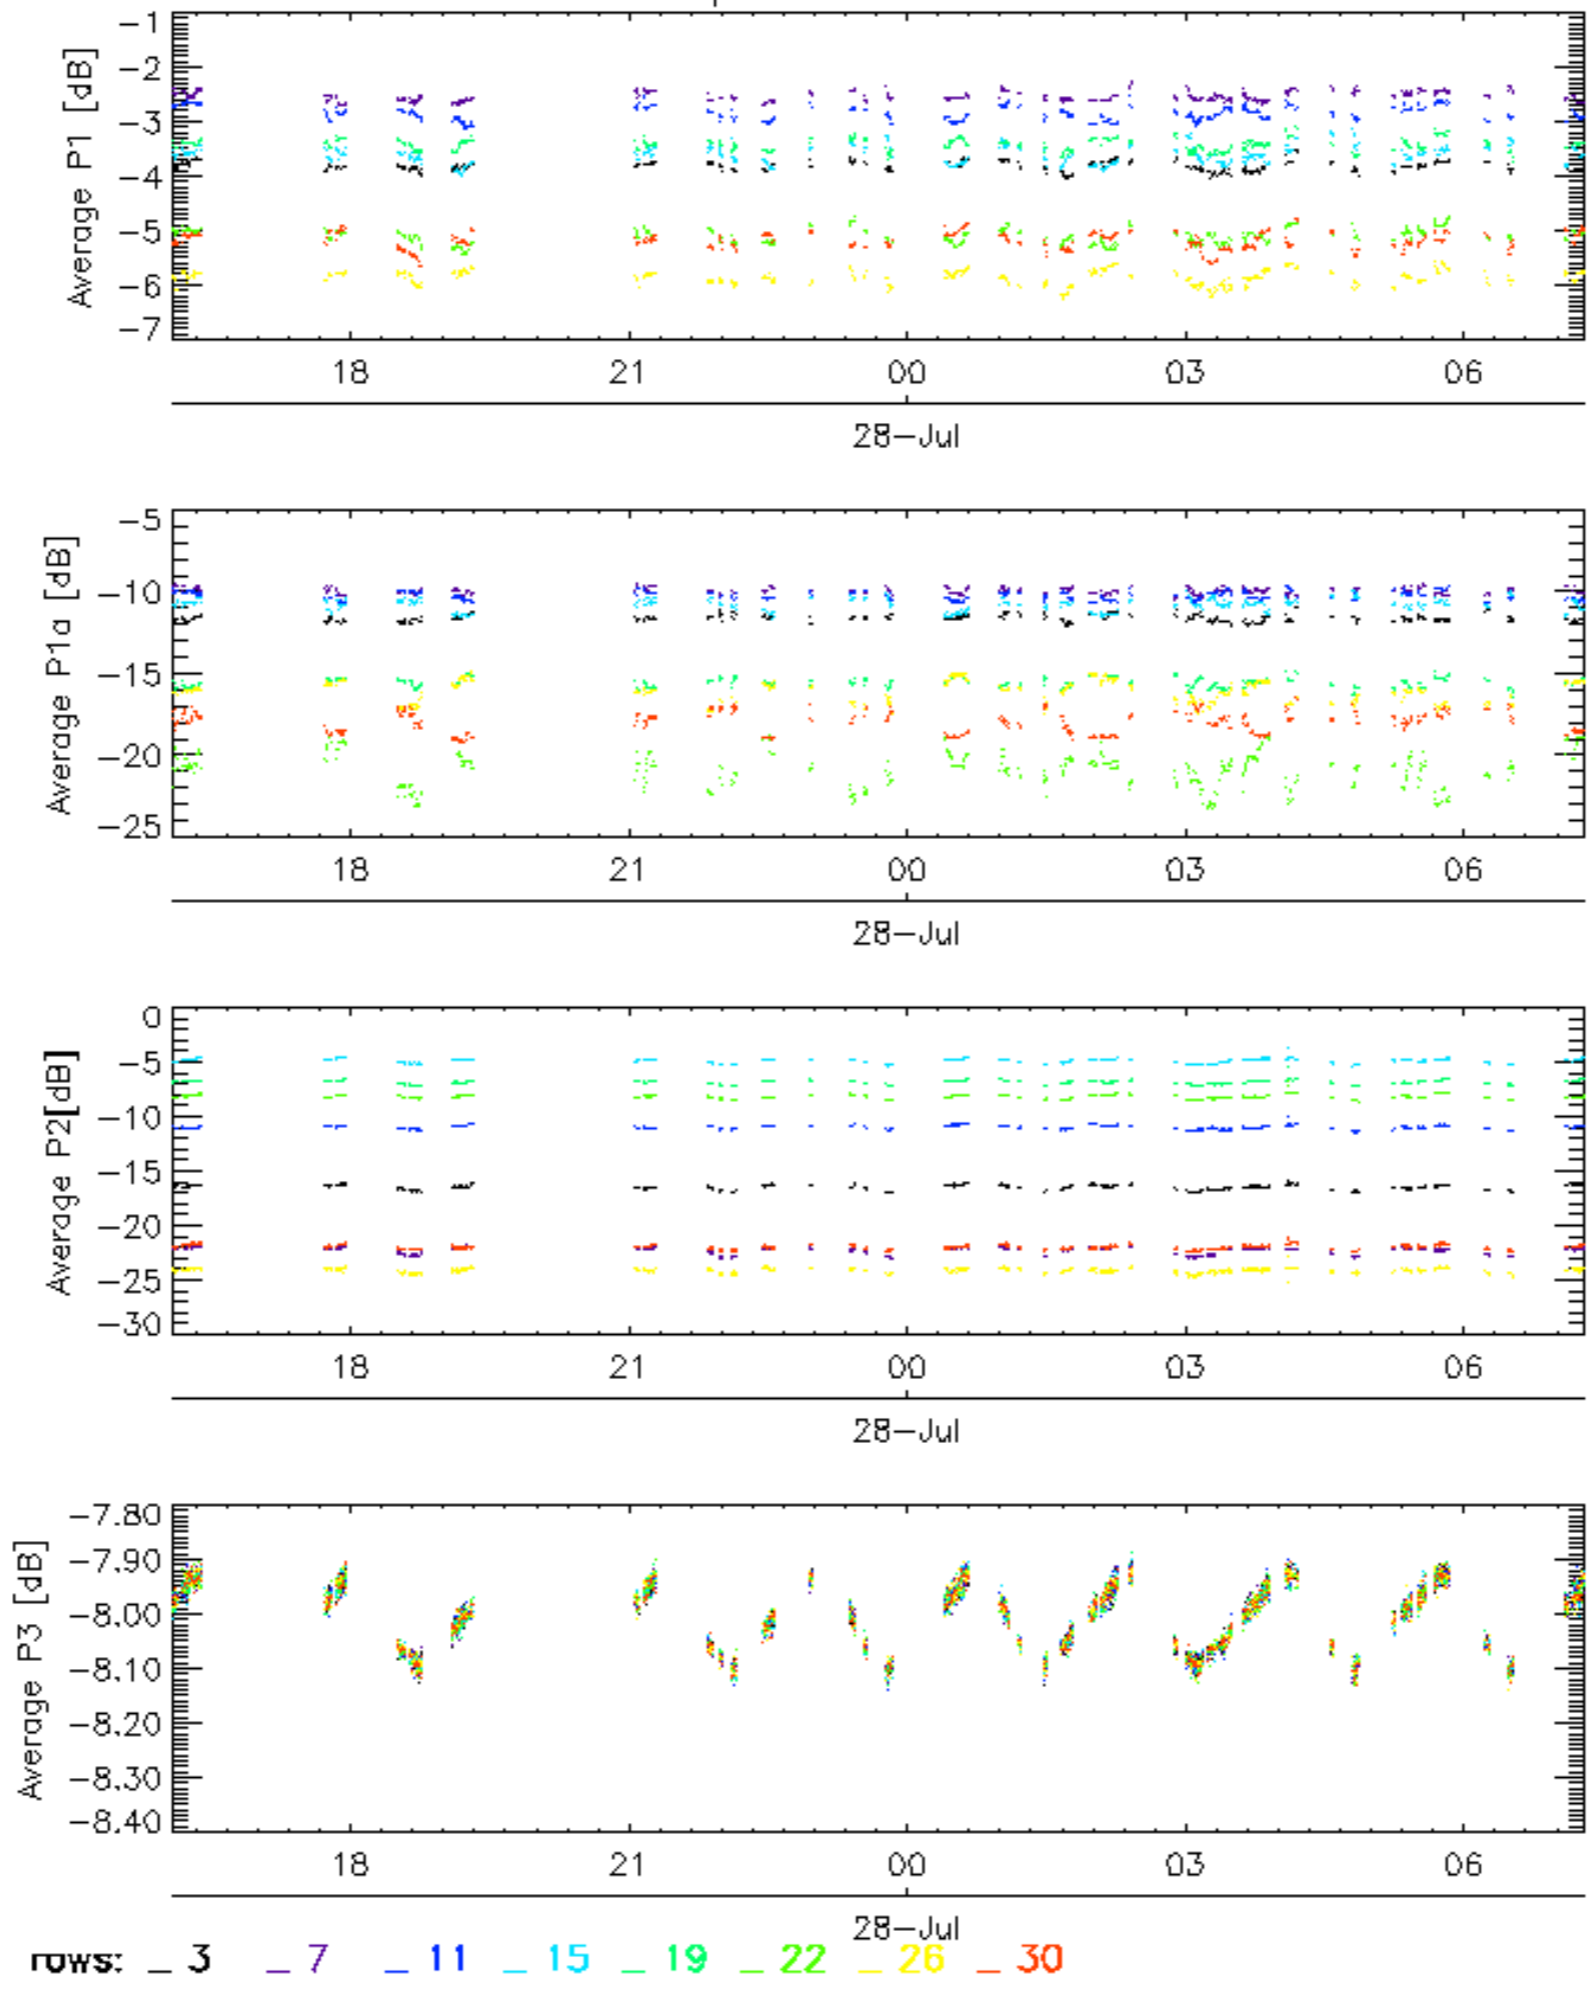 Average P1 [dB]
-1
-2
-3
-4
-5
-6
-7
18 21 00 03 06
28-Jul
Average P1a [dB]
-5
-10
-15
-20
-25
18 21 00 03 06
28-Jul
Average P2[dB]
0
-5
-10
-15
-20
-25
-30
18 21 00 03 06
28-Jul
Average P3 [dB]
-7.80
-7.90
-8.00
-8.10
-8.20
-8.30
-8.40
18 21 00 03 06
28-Jul
rows: _ 3 _ 7 _ 11 _ 15 _ 19 _ 22 _ 26 _ 30